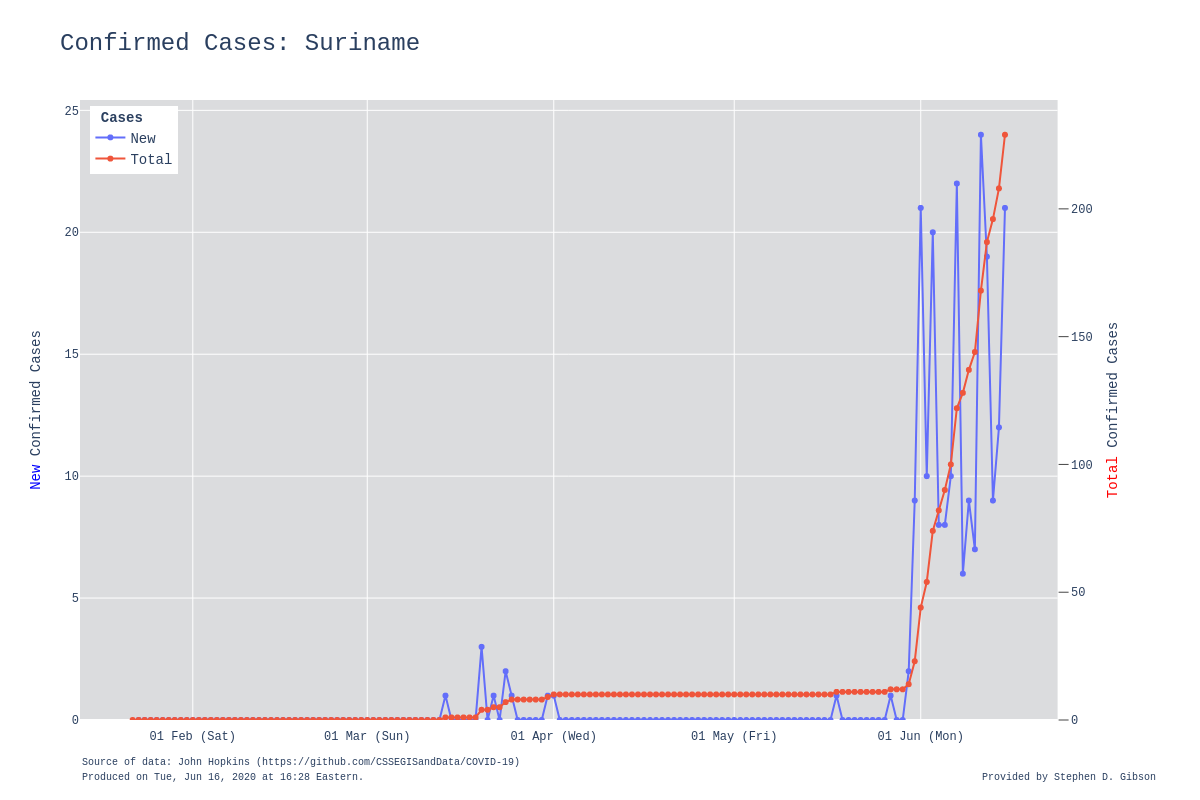 Confirmed Cases: Suriname
Cases
New
Total
25
20
15
10
5
0
200
150
100
50
0
New Confirmed Cases
Total Confirmed Cases
01 Feb (Sat)
01 Mar (Sun)
01 Apr (Wed)
01 May (Fri)
01 Jun (Mon)
Source of data: John Hopkins (https://github.com/CSSEGISandData/COVID-19)
Produced on Tue, Jun 16, 2020 at 16:28 Eastern.
Provided by Stephen D. Gibson